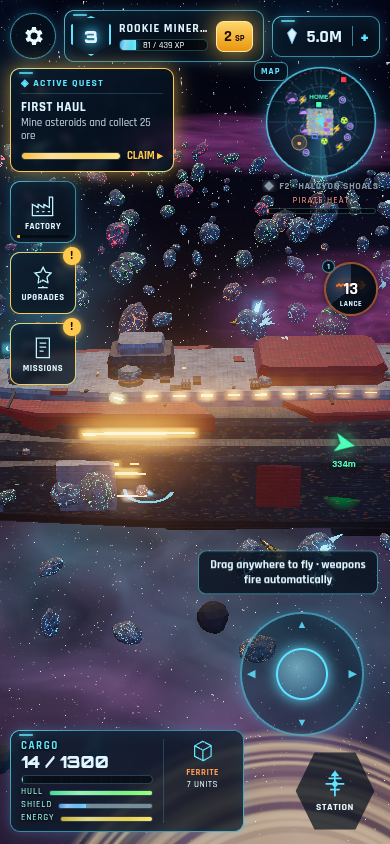 3
ROOKIE MINER...
81 / 439 XP
2 SP
5.0M
+
ACTIVE QUEST
FIRST HAUL
Mine asteroids and collect 25
ore
CLAIM ▸
MAP
HOME
F2 · HALCYON SHOALS
PIRATE HEAT
FACTORY
!
UPGRADES
!
MISSIONS
1
13
LANCE
334m
Drag anywhere to fly · weapons
fire automatically
CARGO
14 / 1300
HULL
SHIELD
ENERGY
FERRITE
7 UNITS
STATION